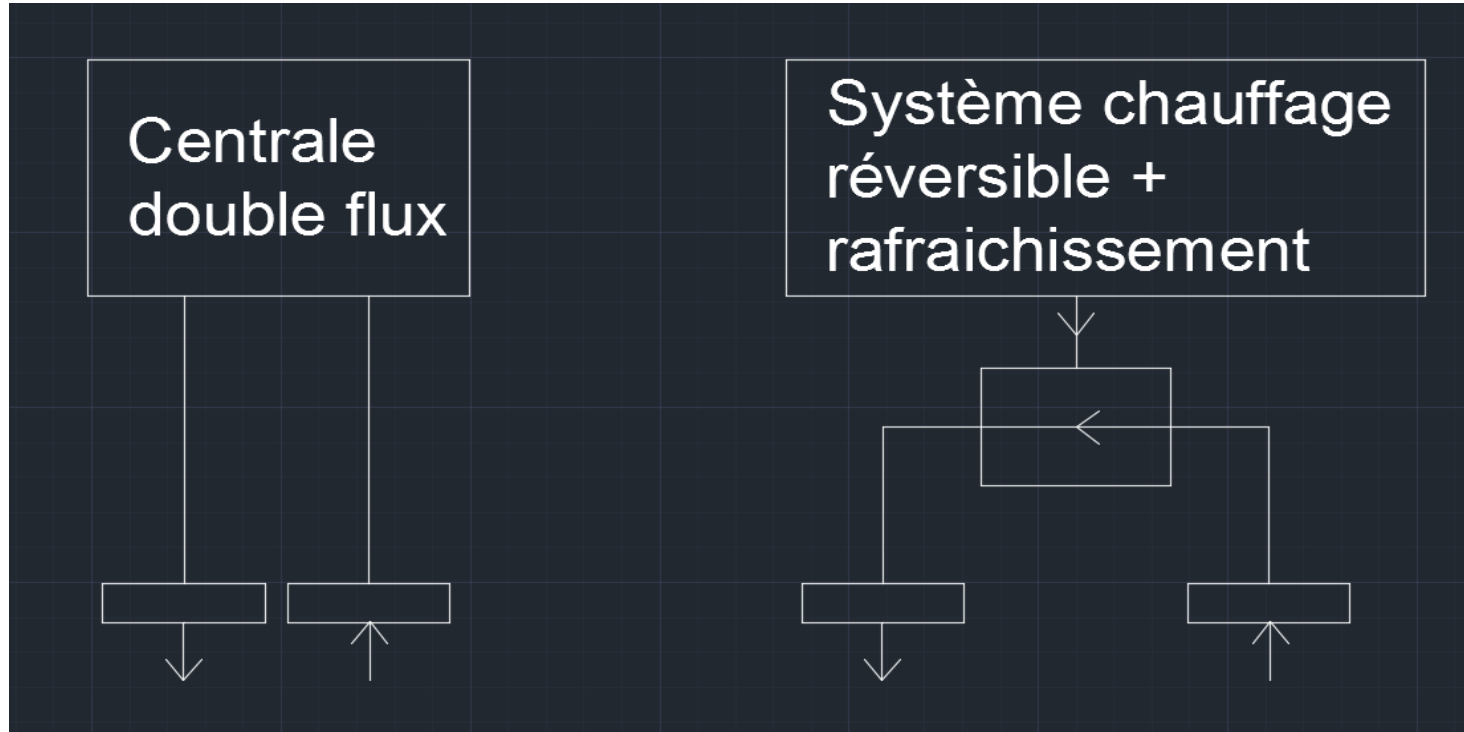 Centrale
double flux
Système chauffage
réversible +
rafraichissement